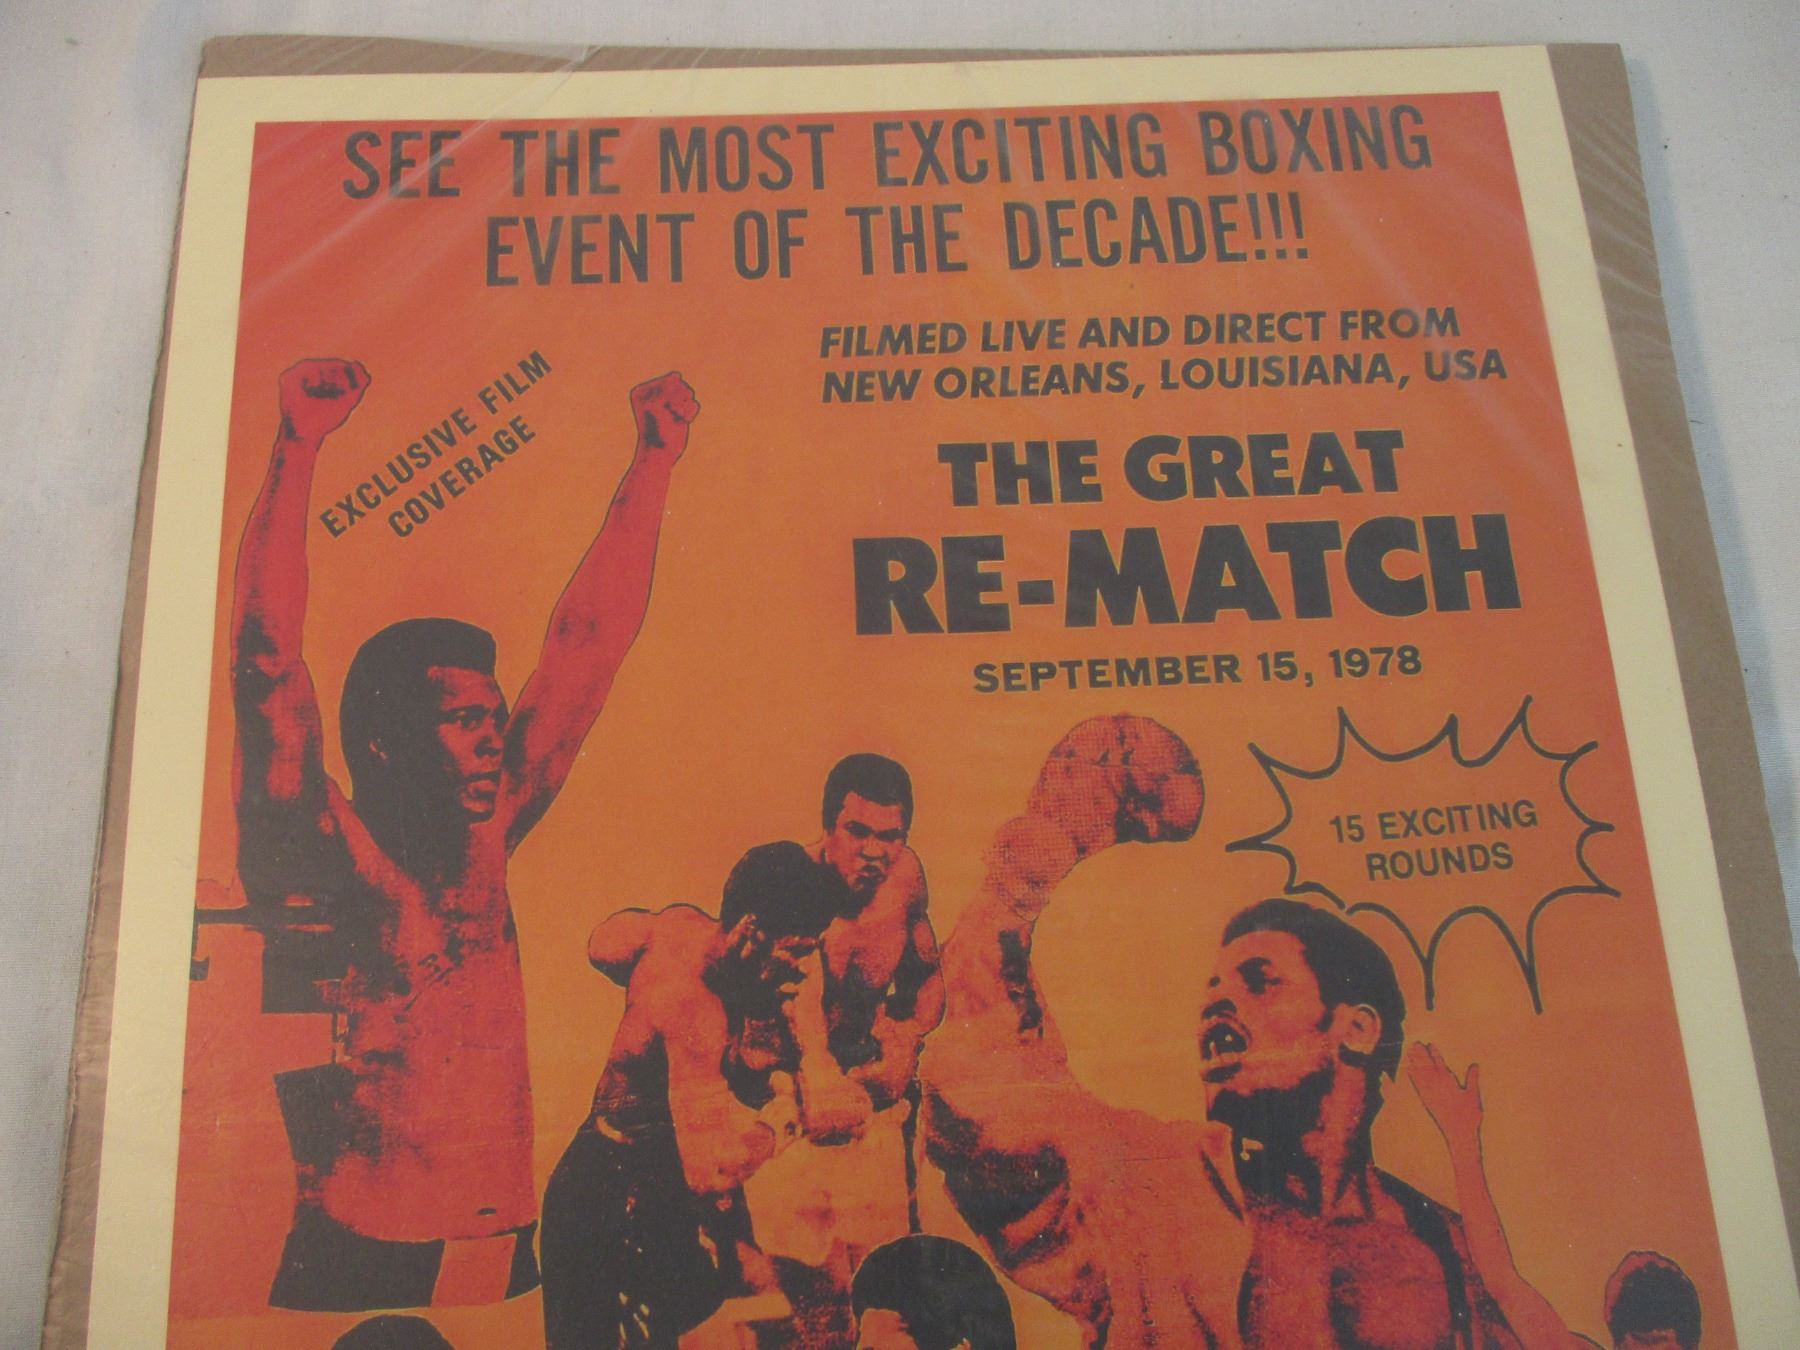 SEE THE MOST EXCITING BOXING
EVENT OF THE DECADE!!!
FILMED LIVE AND DIRECT FROM
NEW ORLEANS, LOUISIANA, USA
EXCLUSIVE FILM
COVERAGE
THE GREAT
RE-MATCH
SEPTEMBER 15, 1978
15 EXCITING
ROUNDS